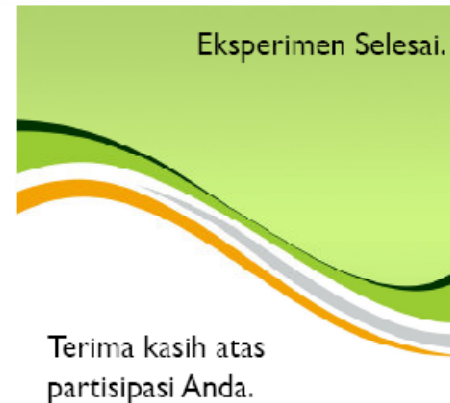 Eksperimen Selesai.
Terima kasih atas
partisipasi Anda.